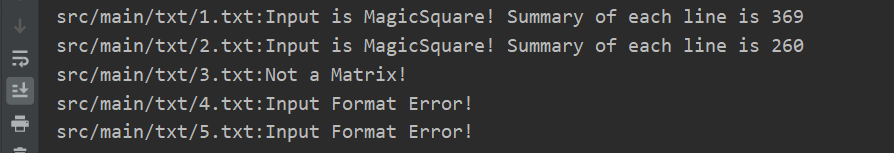 src/main/txt/1.txt:Input is MagicSquare! Summary of each line is 369
src/main/txt/2.txt:Input is MagicSquare! Summary of each line is 260
src/main/txt/3.txt:Not a Matrix!
src/main/txt/4.txt:Input Format Error!
src/main/txt/5.txt:Input Format Error!